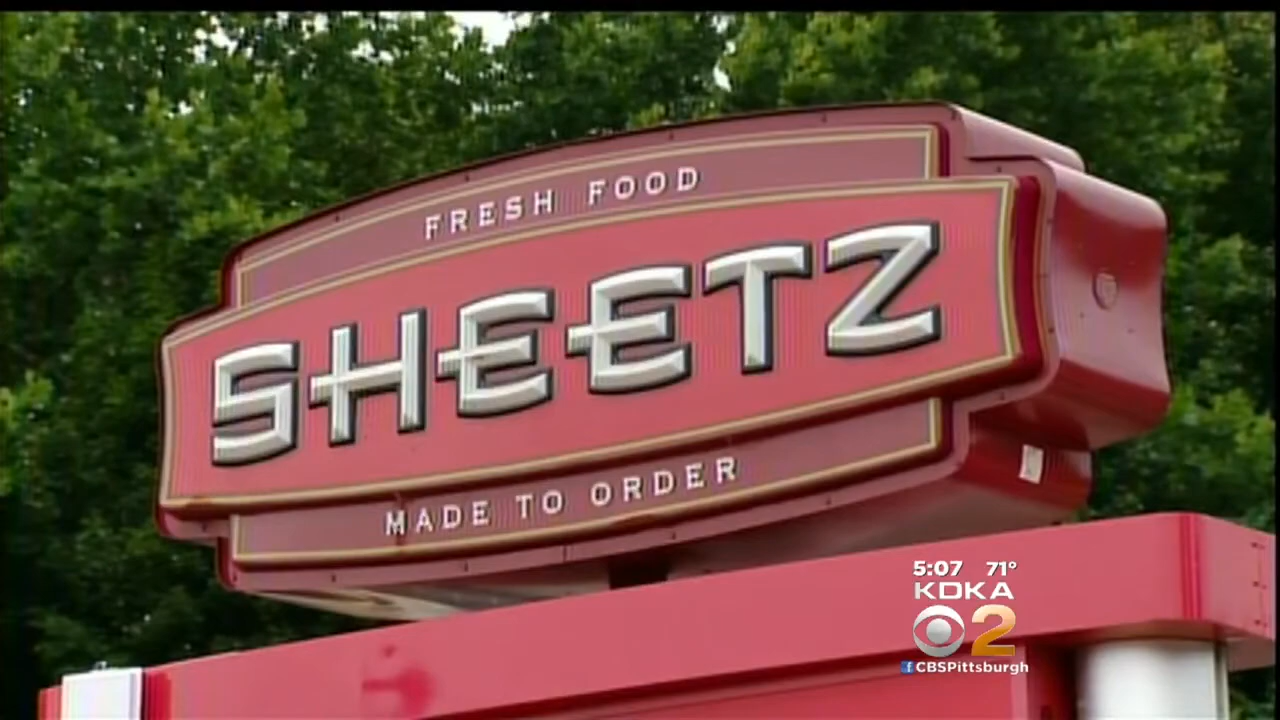 FRESH FOOD
SHEETZ
MADE TO ORDER
5:07 71°
KDKA
2
f CBSPittsburgh